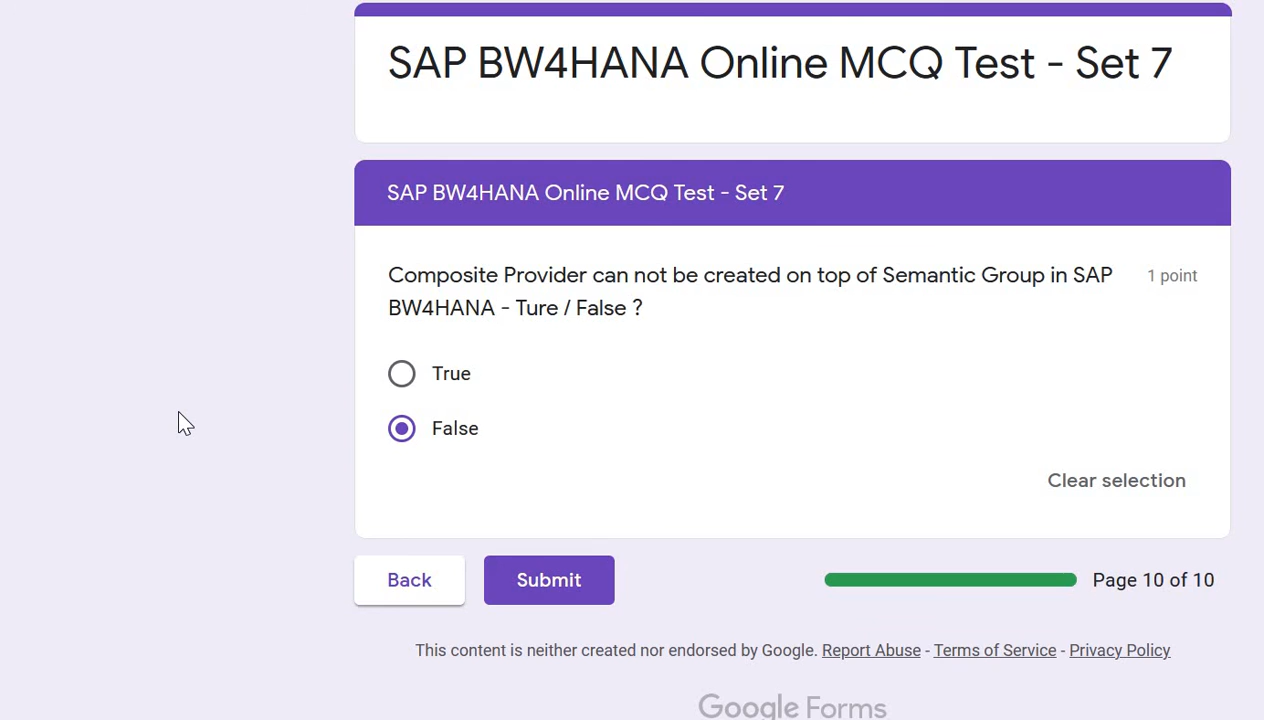 SAP BW4HANA Online MCQ Test - Set 7
SAP BW4HANA Online MCQ Test - Set 7
Composite Provider can not be created on top of Semantic Group in SAP
1 point
BW4HANA - Ture / False ?
True
False
Clear selection
Back
Submit
Page 10 of 10
This content is neither created nor endorsed by Google. Report Abuse - Terms of Service - Privacy Policy
Google Forms